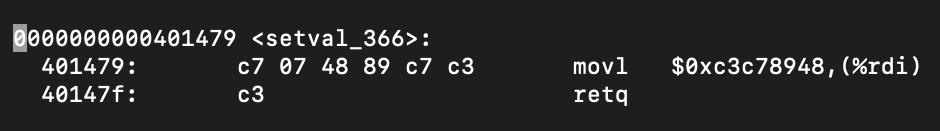 0000000000401479 <setval_366>:
401479: c7 07 48 89 c7 c3 movl $0xc3c78948,(%rdi)
40147f: c3 retq